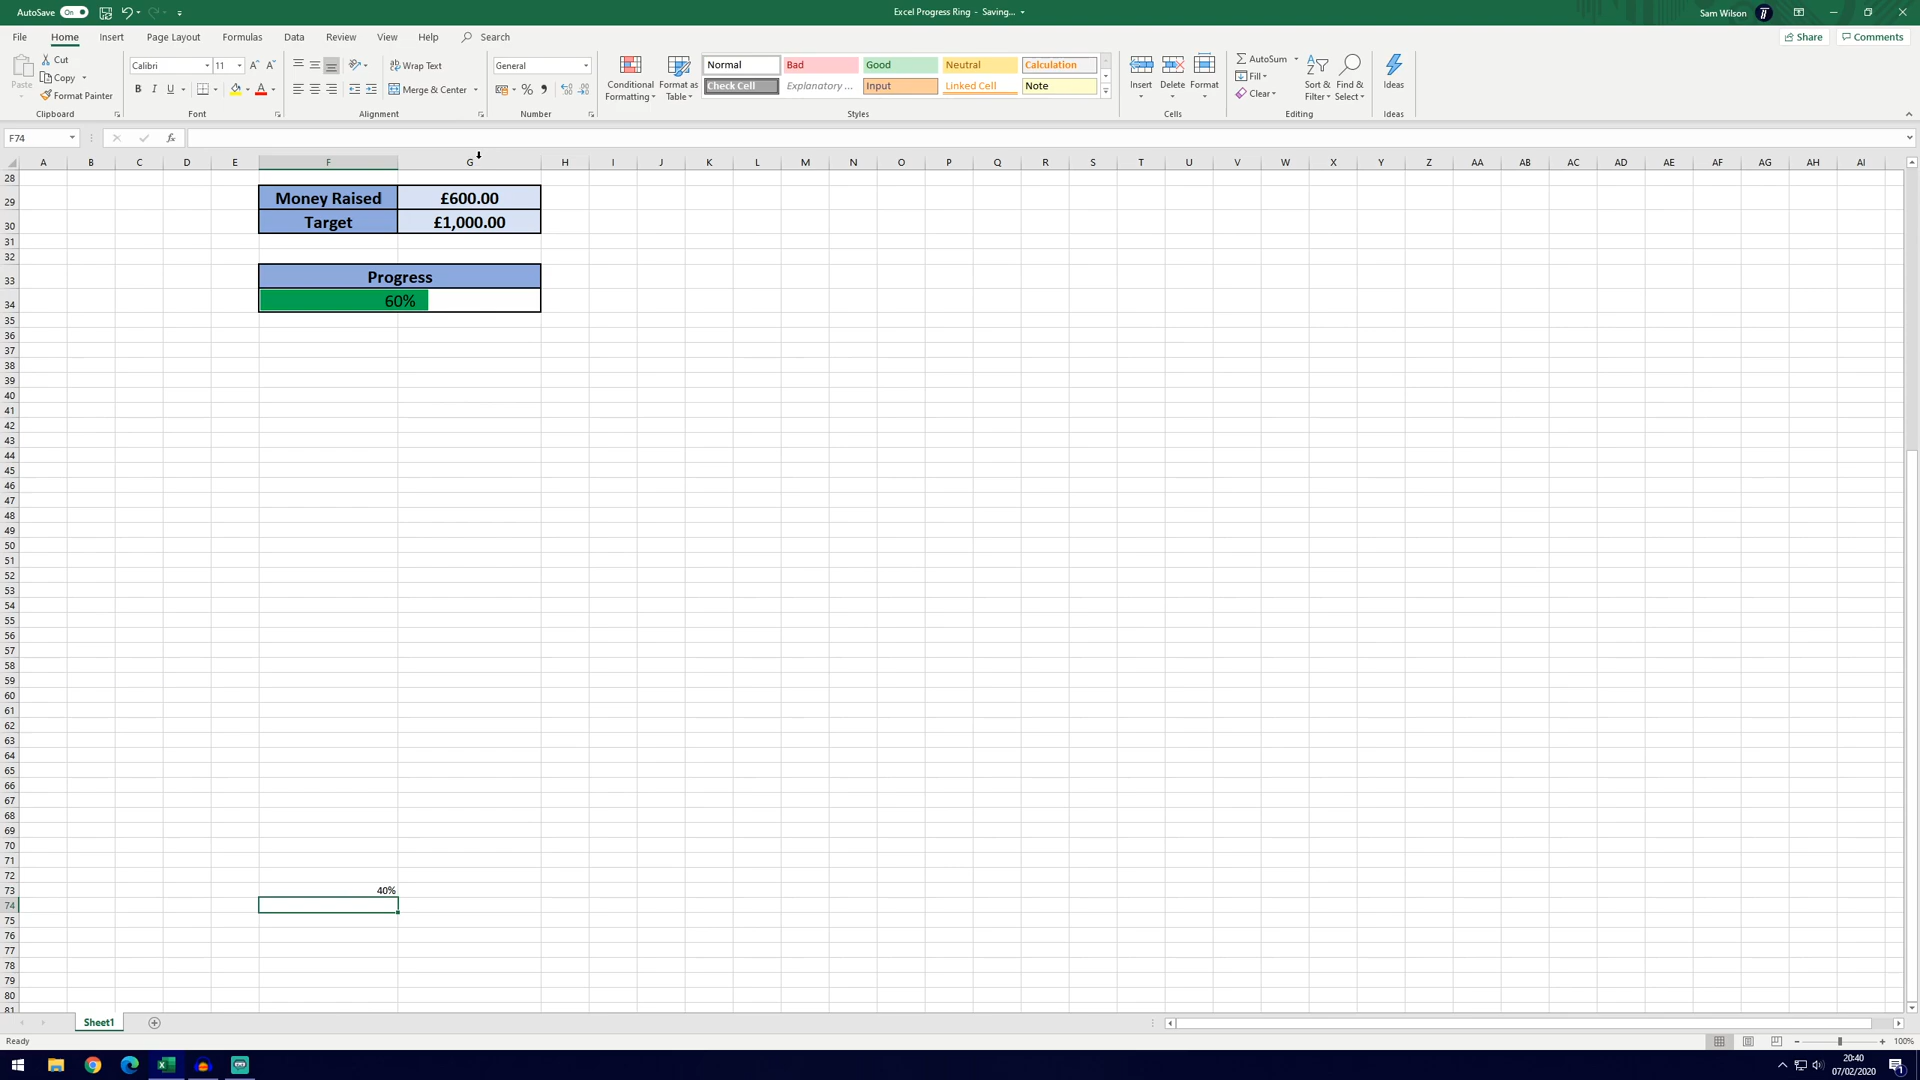 AutoSave On Excel Progress Ring - Saving... Sam Wilson
File Home Insert Page Layout Formulas Data Review View Help Search Share Comments
Paste Cut Copy Format Painter Clipboard
Calibri 11 B I U A Font
Wrap Text Merge & Center Alignment
General % Number
Conditional Formatting Format as Table
Normal Bad Good Neutral Calculation
Check Cell Explanatory ... Input Linked Cell Note
Styles
Insert Delete Format Cells
AutoSum Fill Clear Sort & Filter Find & Select Editing
Ideas Ideas
F74 fx
A B C D E F G H I J K L M N O P Q R S T U V W X Y Z AA AB AC AD AE AF AG AH AI
28
29 Money Raised £600.00
30 Target £1,000.00
31
32
33 Progress
34 60%
35
36
37
38
39
40
41
42
43
44
45
46
47
48
49
50
51
52
53
54
55
56
57
58
59
60
61
62
63
64
65
66
67
68
69
70
71
72
73 40%
74
75
76
77
78
79
80
81
Sheet1
Ready 100%
20:40
07/02/2020